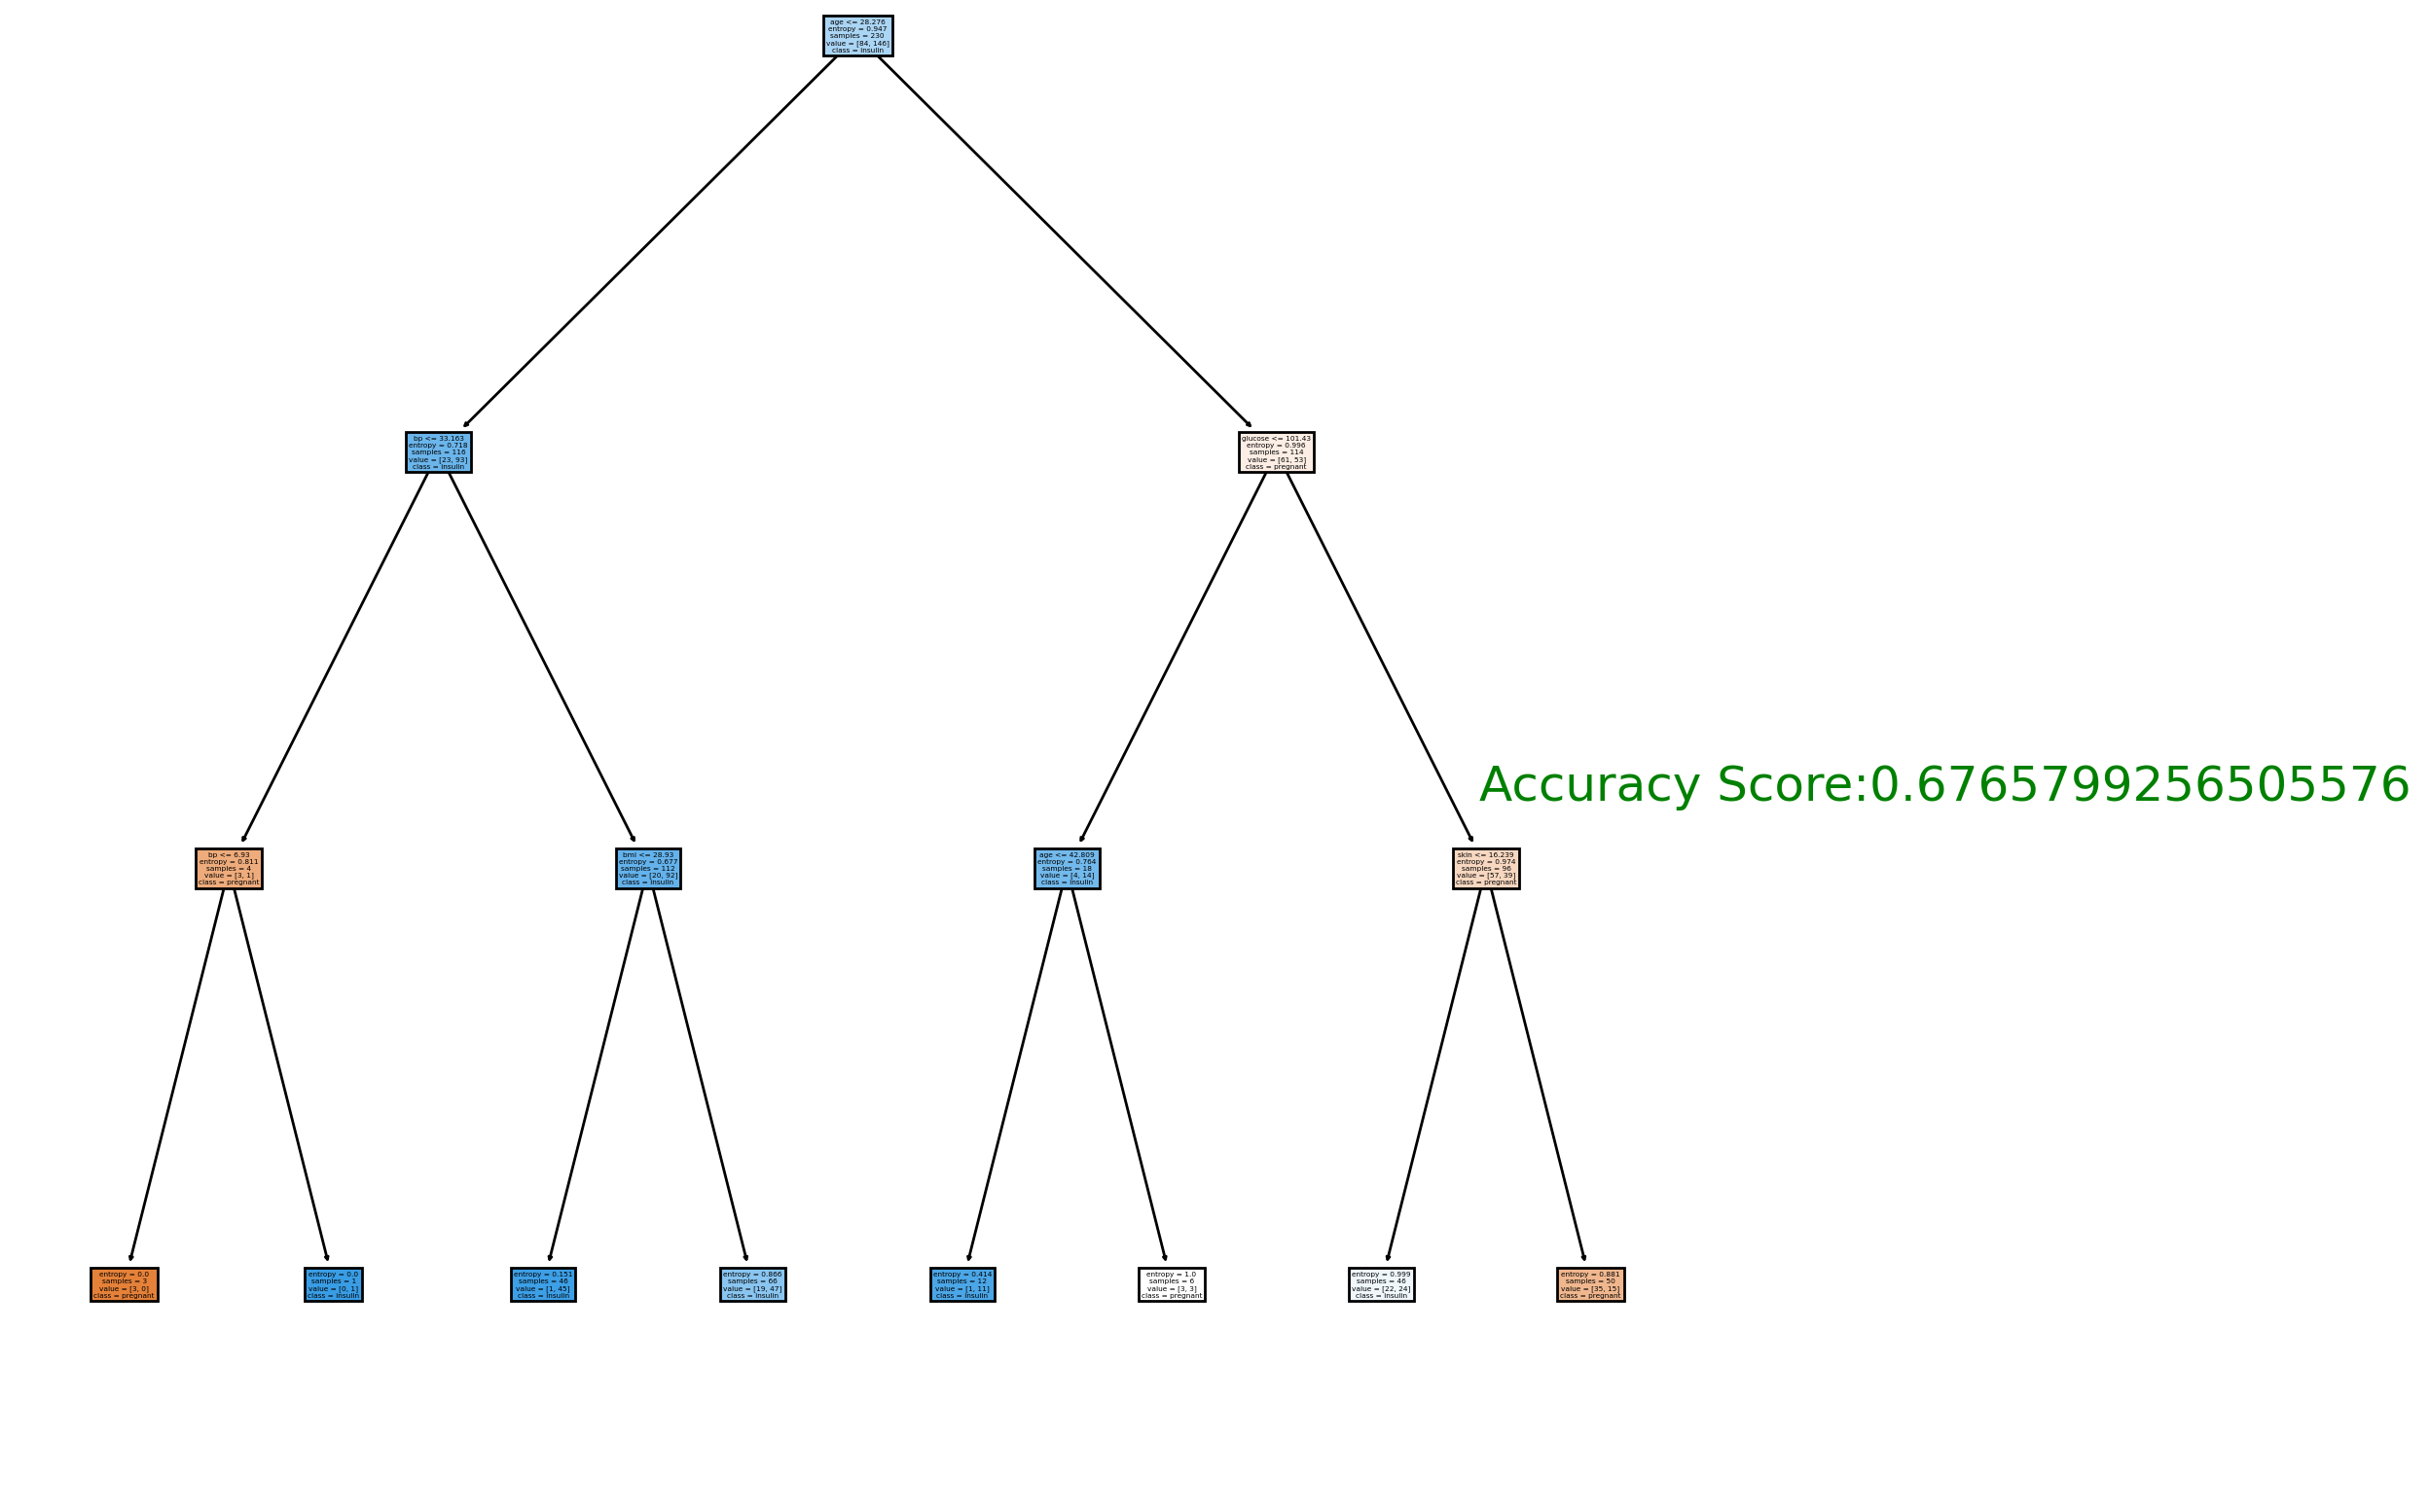 age <= 28.276
entropy = 0.947
samples = 230
value = [84, 146]
class = insulin
bp <= 33.163
entropy = 0.718
samples = 116
value = [23, 93]
class = insulin
glucose <= 101.43
entropy = 0.996
samples = 114
value = [61, 53]
class = pregnant
Accuracy Score:0.6765799256505576
bp <= 6.93
entropy = 0.811
samples = 4
value = [3, 1]
class = pregnant
bmi <= 28.93
entropy = 0.677
samples = 112
value = [20, 92]
class = insulin
age <= 42.809
entropy = 0.764
samples = 18
value = [4, 14]
class = insulin
skin <= 16.239
entropy = 0.974
samples = 96
value = [57, 39]
class = pregnant
entropy = 0.0
samples = 3
value = [3, 0]
class = pregnant
entropy = 0.0
samples = 1
value = [0, 1]
class = insulin
entropy = 0.151
samples = 46
value = [1, 45]
class = insulin
entropy = 0.866
samples = 66
value = [19, 47]
class = insulin
entropy = 0.414
samples = 12
value = [1, 11]
class = insulin
entropy = 1.0
samples = 6
value = [3, 3]
class = pregnant
entropy = 0.999
samples = 46
value = [22, 24]
class = insulin
entropy = 0.881
samples = 50
value = [35, 15]
class = pregnant